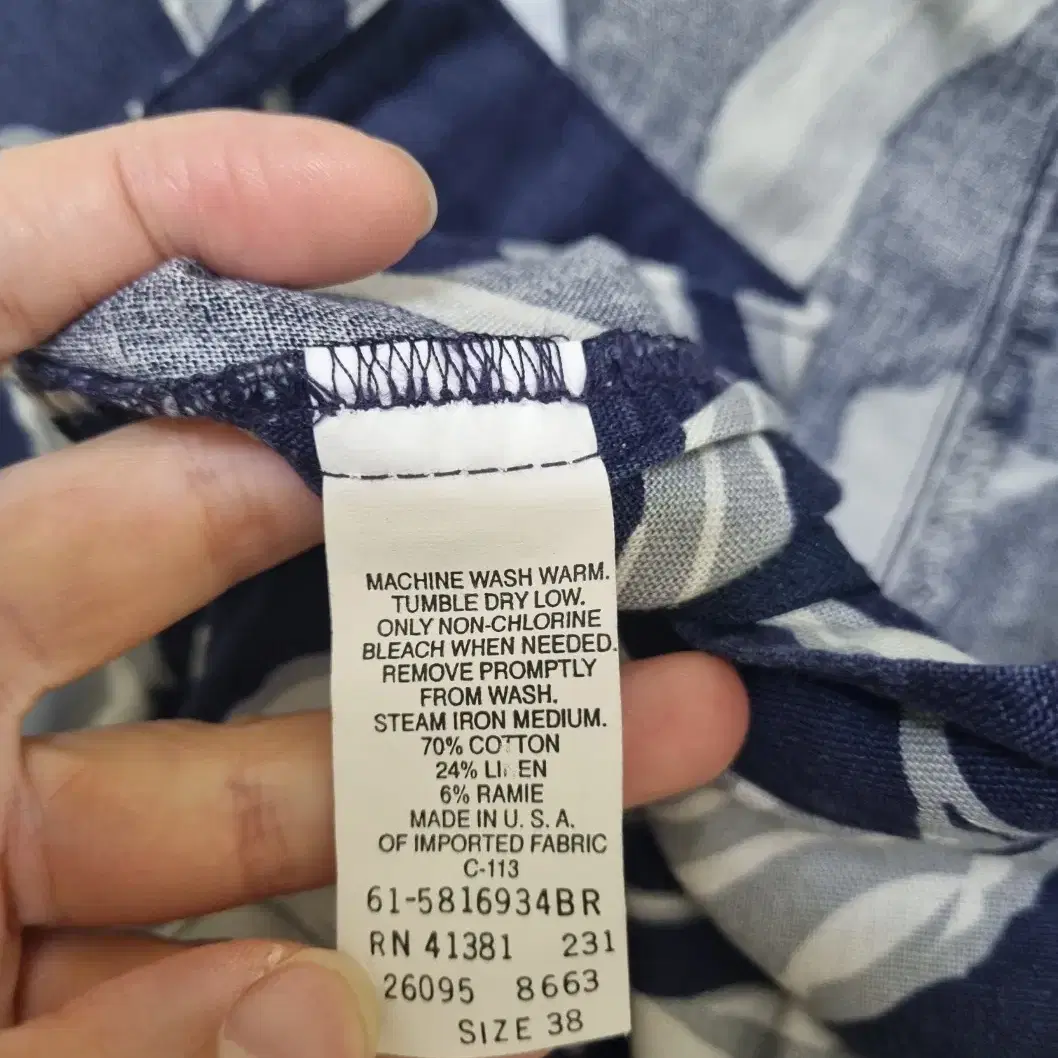 MACHINE WASH WARM.
TUMBLE DRY LOW.
ONLY NON-CHLORINE
BLEACH WHEN NEEDED.
REMOVE PROMPTLY
FROM WASH.
STEAM IRON MEDIUM.
70% COTTON
24% LINEN
6% RAMIE
MADE IN U. S. A.
OF IMPORTED FABRIC
C-113
61-5816934BR
RN 41381 231
26095 8663
SIZE 38